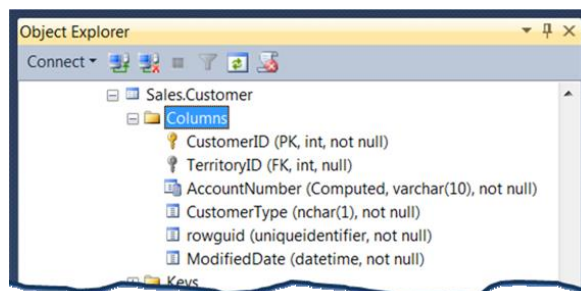 Object Explorer
Connect
Sales.Customer
Columns
CustomerID (PK, int, not null)
TerritoryID (FK, int, null)
AccountNumber (Computed, varchar(10), not null)
CustomerType (nchar(1), not null)
rowguid (uniqueidentifier, not null)
ModifiedDate (datetime, not null)
Keys